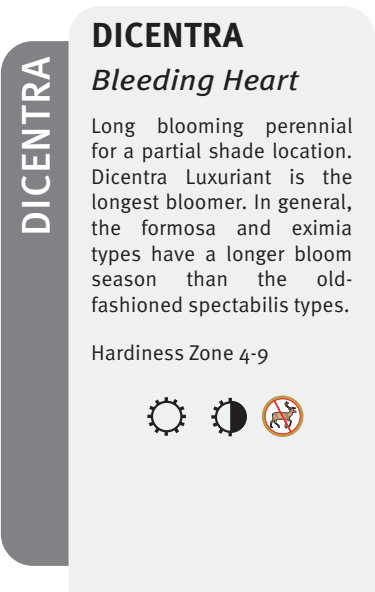 DICENTRA
DICENTRA
Bleeding Heart
Long blooming perennial
for a partial shade location.
Dicentra Luxuriant is the
longest bloomer. In general,
the formosa and eximia
types have a longer bloom
season than the old-
fashioned spectabilis types.
Hardiness Zone 4-9